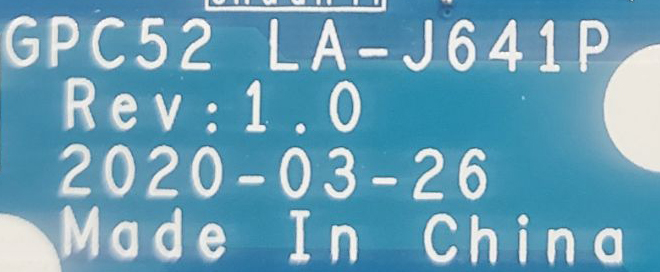 GPC52 LA-J641P
Rev:1.0
2020-03-26
Made In China